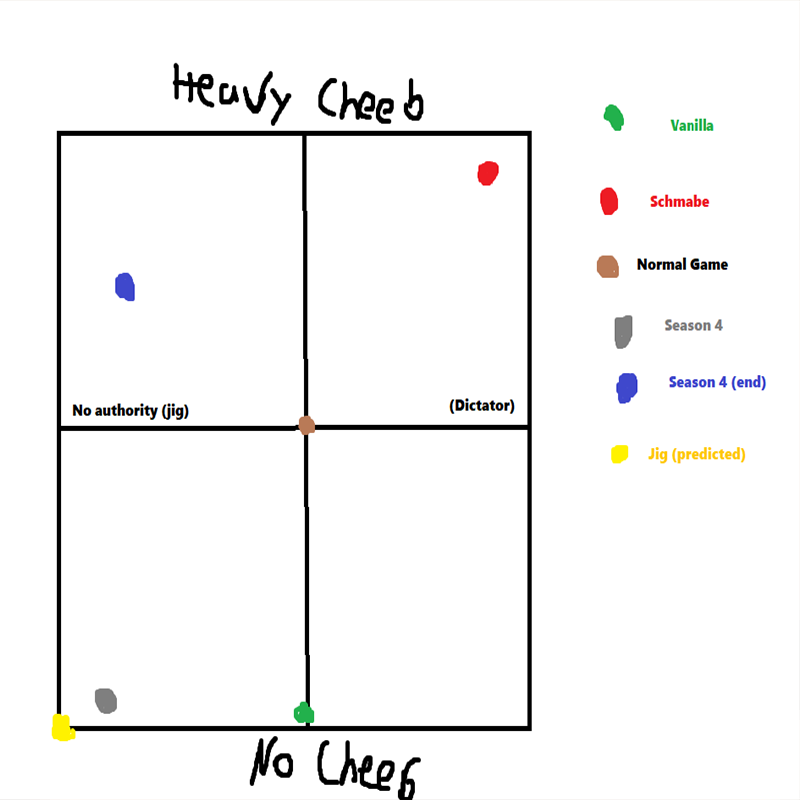 Heavy Cheeb
Vanilla
Schmabe
Normal Game
Season 4
Season 4 (end)
No authority (jig)
(Dictator)
Jig (predicted)
No Cheeb